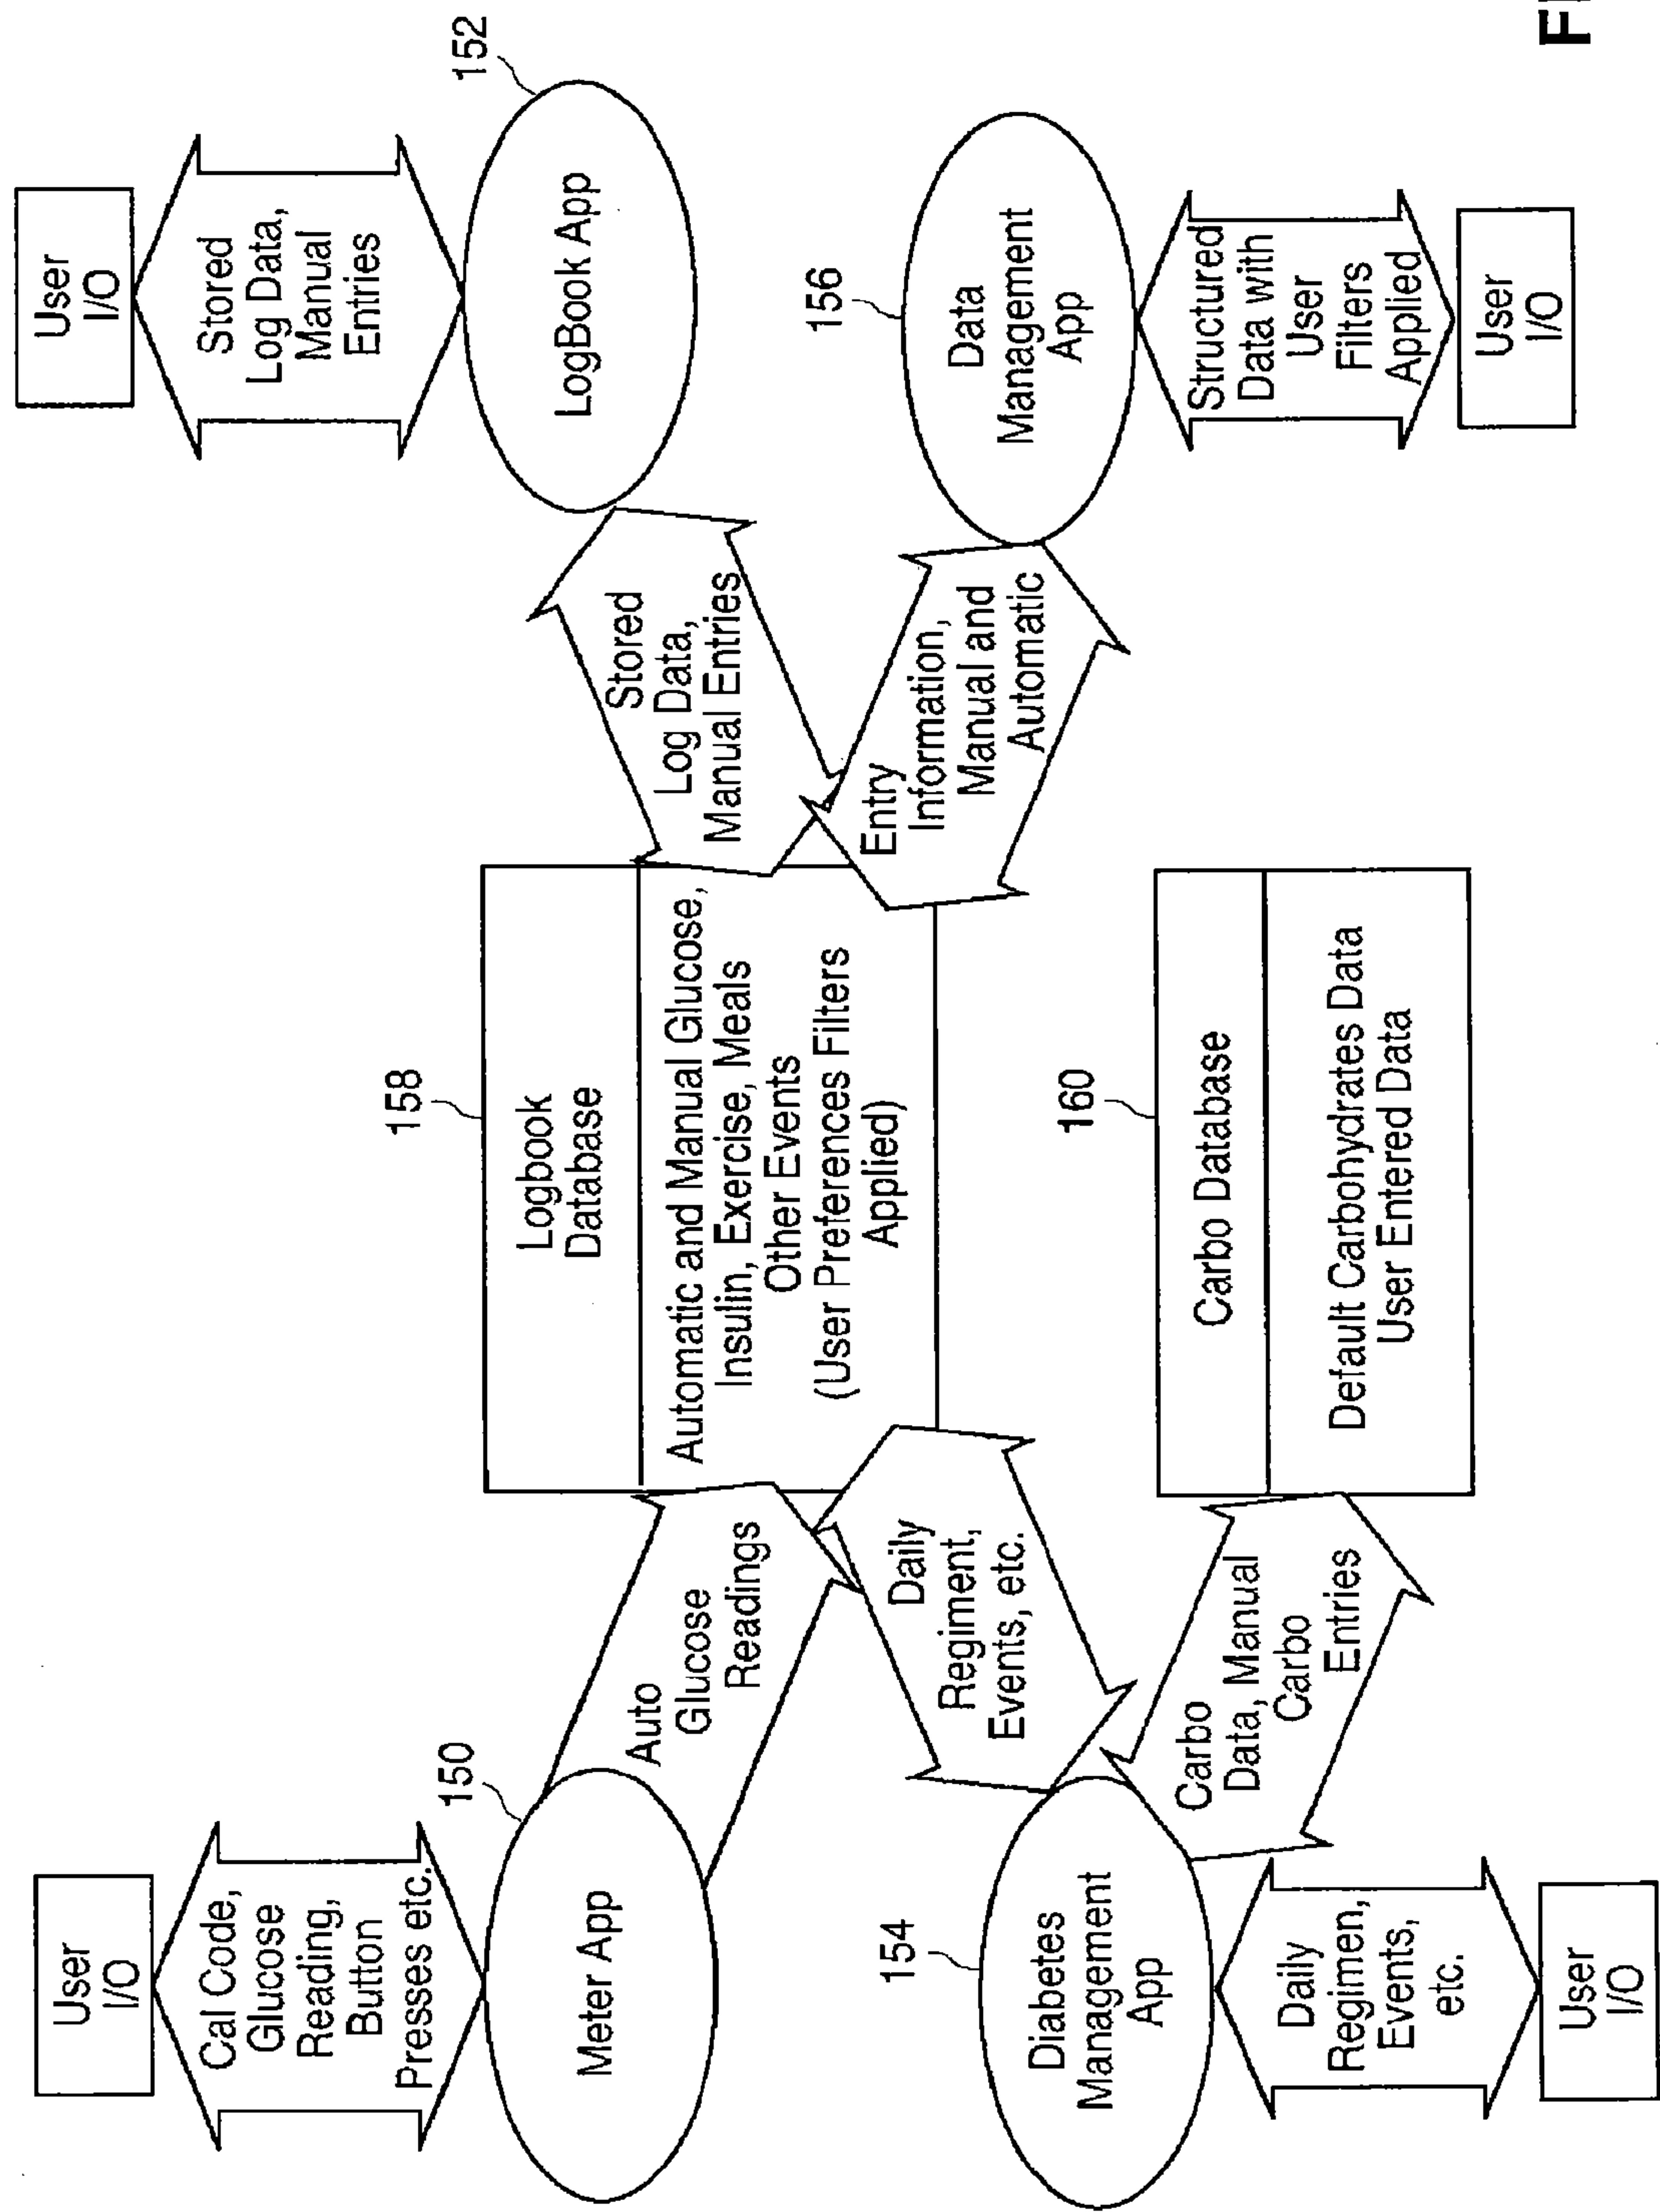 User
I/O
Cal Code,
Glucose
Reading,
Button
Presses etc.
150
Meter App
Auto
Glucose
Readings
158
Logbook
Database
Automatic and Manual Glucose,
Insulin, Exercise, Meals
Other Events
(User Preferences Filters
Applied)
Stored
Log Data,
Manual Entries
User
I/O
Stored
Log Data,
Manual
Entries
152
LogBook App
154
Diabetes
Management
App
Daily
Regiment,
Events, etc.
Carbo
Data, Manual
Carbo
Entries
Daily
Regimen,
Events,
etc.
User
I/O
160
Carbo Database
Default Carbohydrates Data
User Entered Data
Entry
Information,
Manual and
Automatic
156
Data
Management
App
Structured
Data with
User
Filters
Applied
User
I/O